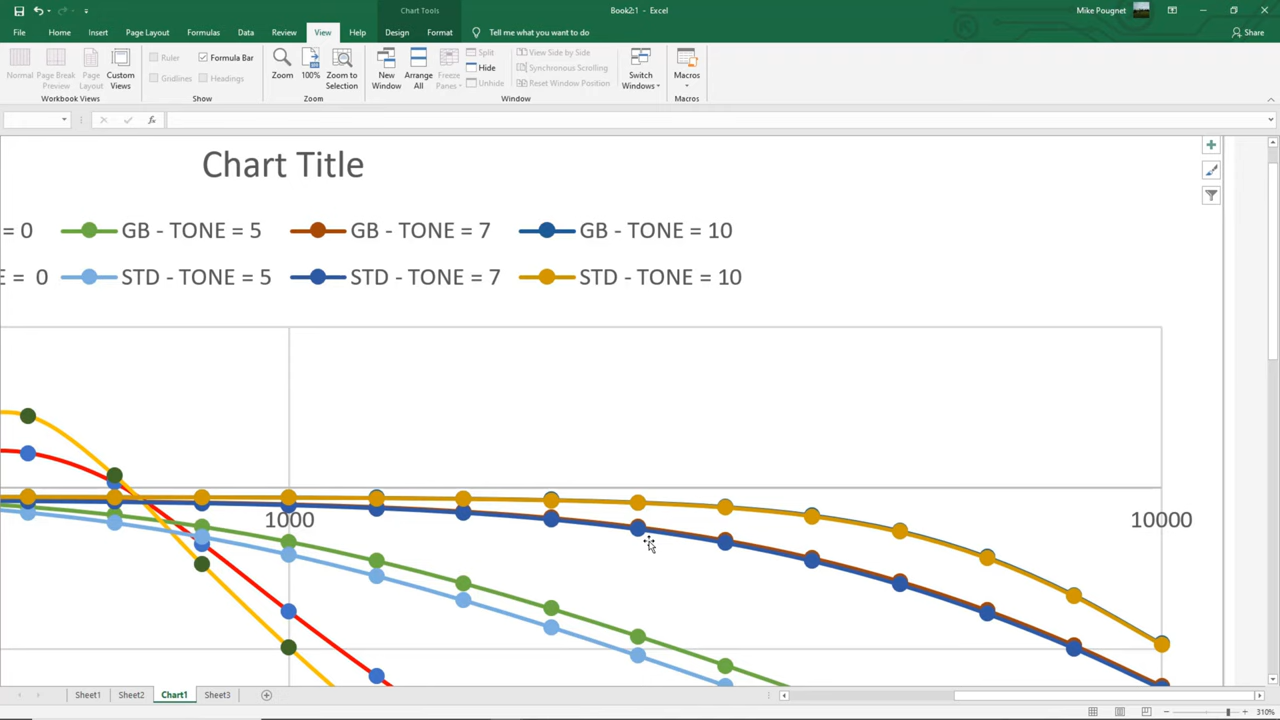 Chart Tools
Book2:1 - Excel
Mike Pougnet
File Home Insert Page Layout Formulas Data Review View Help Design Format Tell me what you want to do Share
Normal Page Break Preview Page Layout Custom Views
Workbook Views
Ruler Formula Bar
Gridlines Headings
Show
Zoom 100% Zoom to Selection
Zoom
New Window Arrange All Freeze Panes
Split
Hide
Unhide
View Side by Side
Synchronous Scrolling
Reset Window Position
Window
Switch Windows
Macros
Macros
fx
Chart Title
= 0 GB - TONE = 5 GB - TONE = 7 GB - TONE = 10
E = 0 STD - TONE = 5 STD - TONE = 7 STD - TONE = 10
1000 10000
Sheet1 Sheet2 Chart1 Sheet3
310%